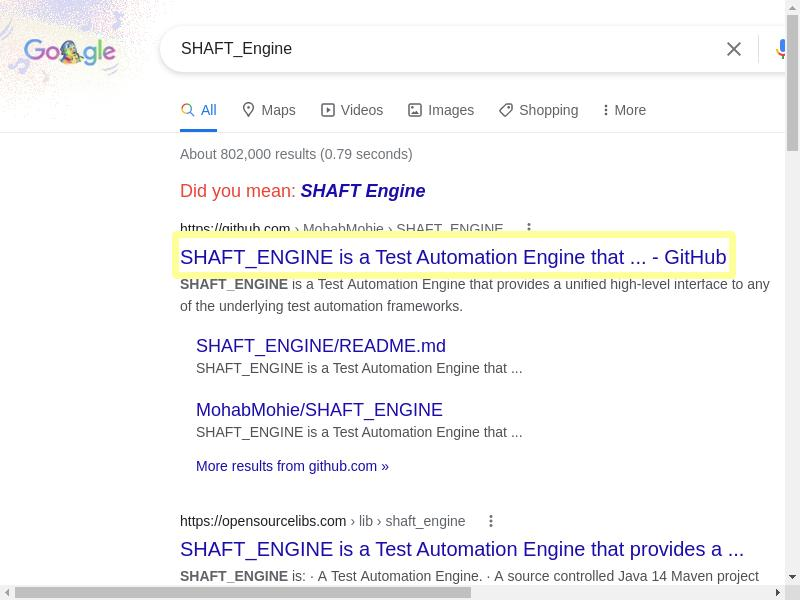 Google
SHAFT_Engine
All Maps Videos Images Shopping More
About 802,000 results (0.79 seconds)
Did you mean: SHAFT Engine
https://github.com › MohabMohie › SHAFT_ENGINE
SHAFT_ENGINE is a Test Automation Engine that ... - GitHub
SHAFT_ENGINE is a Test Automation Engine that provides a unified high-level interface to any
of the underlying test automation frameworks.
SHAFT_ENGINE/README.md
SHAFT_ENGINE is a Test Automation Engine that ...
MohabMohie/SHAFT_ENGINE
SHAFT_ENGINE is a Test Automation Engine that ...
More results from github.com »
https://opensourcelibs.com › lib › shaft_engine
SHAFT_ENGINE is a Test Automation Engine that provides a ...
SHAFT_ENGINE is: · A Test Automation Engine. · A source controlled Java 14 Maven project